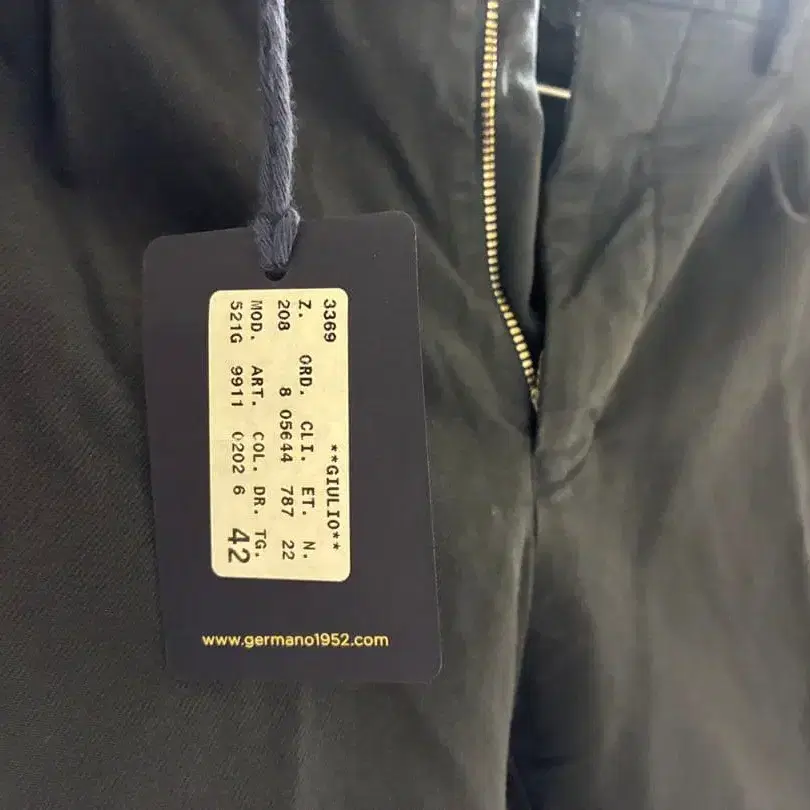 3369 **GIULIO**
Z. ORD. CLI. ET. N.
208 8 05644 787 22
MOD. ART. COL. DR. TG.
521G 9911 0202 6 42
www.germano1952.com